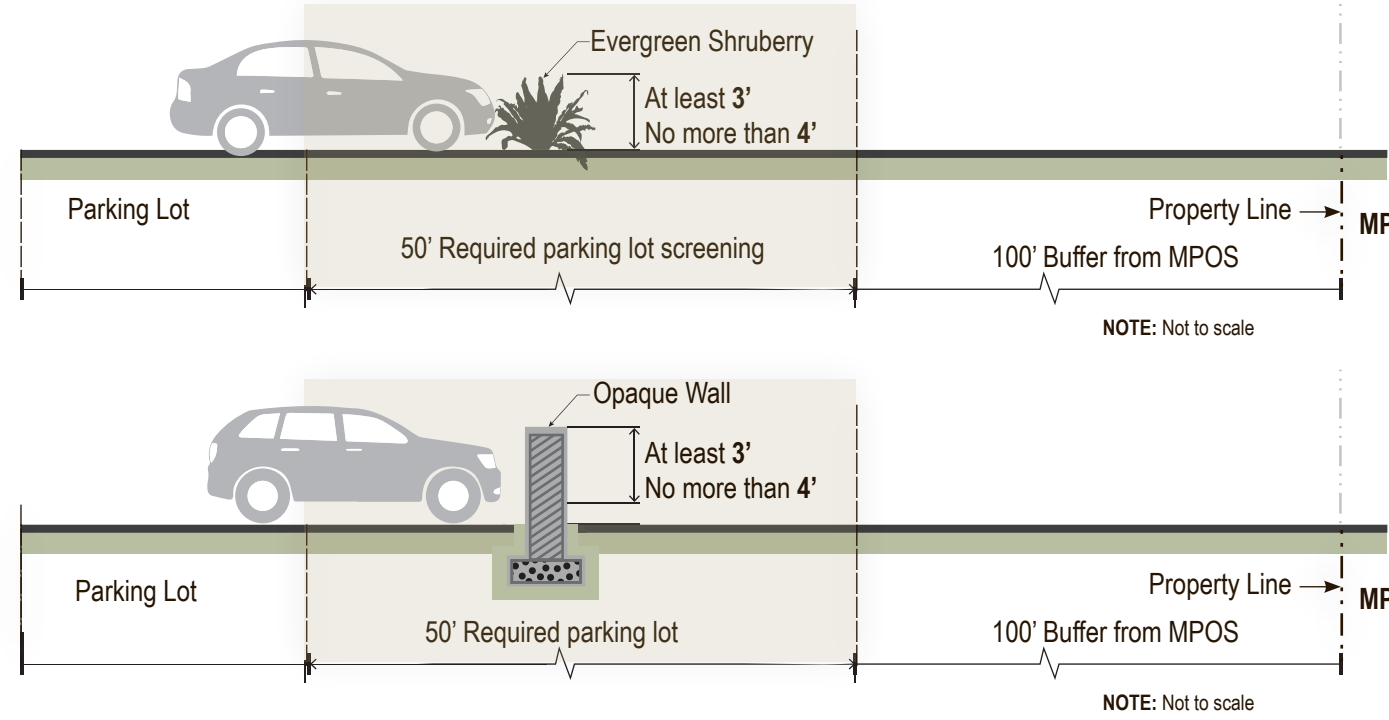 Evergreen Shruberry
At least 3’
No more than 4’
Parking Lot
Property Line
MP
50’ Required parking lot screening
100’ Buffer from MPOS
NOTE: Not to scale
Opaque Wall
At least 3’
No more than 4’
Parking Lot
Property Line
MP
50’ Required parking lot
100’ Buffer from MPOS
NOTE: Not to scale